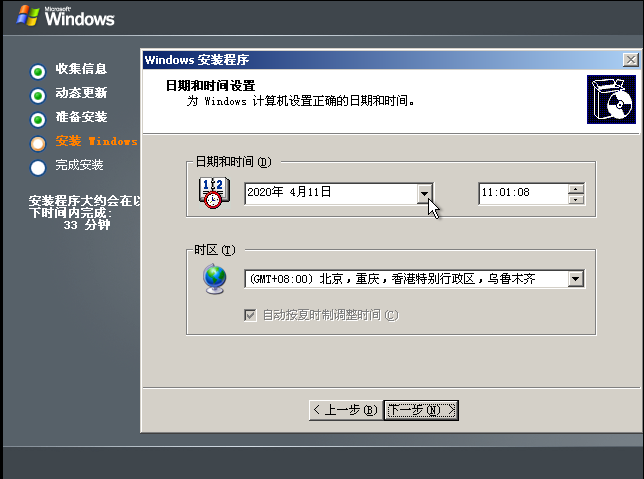 Microsoft
Windows
收集信息
动态更新
准备安装
安装 Windows
完成安装
安装程序大约会在以
下时间内完成:
33 分钟
Windows 安装程序
日期和时间设置
为 Windows 计算机设置正确的日期和时间。
日期和时间(D)
2020年 4月11日
11:01:08
时区(T)
(GMT+08:00) 北京，重庆，香港特别行政区，乌鲁木齐
自动按夏时制调整时间(C)
< 上一步(B)
下一步(N) >